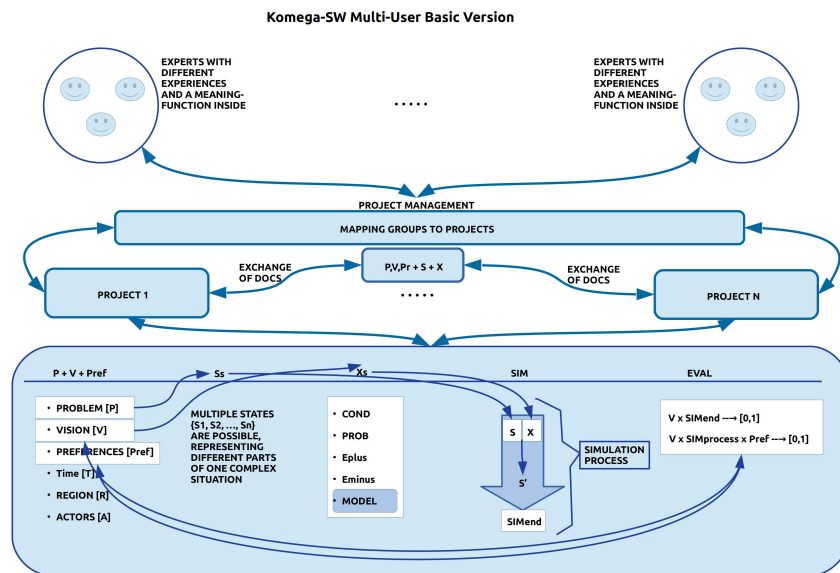 Komega-SW Multi-User Basic Version
EXPERTS WITH
DIFFERENT
EXPERIENCES
AND A MEANING-
FUNCTION INSIDE
.....
EXPERTS WITH
DIFFERENT
EXPERIENCES
AND A MEANING-
FUNCTION INSIDE
PROJECT MANAGEMENT
MAPPING GROUPS TO PROJECTS
EXCHANGE
OF DOCS
P,V,Pr + S + X
EXCHANGE
OF DOCS
PROJECT 1
.....
PROJECT N
P + V + Pref
Ss
Xs
SIM
EVAL
• PROBLEM [P]
• VISION [V]
• PREFERENCES [Pref]
• Time [T]
• REGION [R]
• ACTORS [A]
MULTIPLE STATES
{S1, S2, ..., Sn}
ARE POSSIBLE,
REPRESENTING
DIFFERENT PARTS
OF ONE COMPLEX
SITUATION
• COND
• PROB
• Eplus
• Eminus
• MODEL
S X
S'
SIMend
SIMULATION
PROCESS
V x SIMend ---> [0,1]
V x SIMprocess x Pref ---> [0,1]